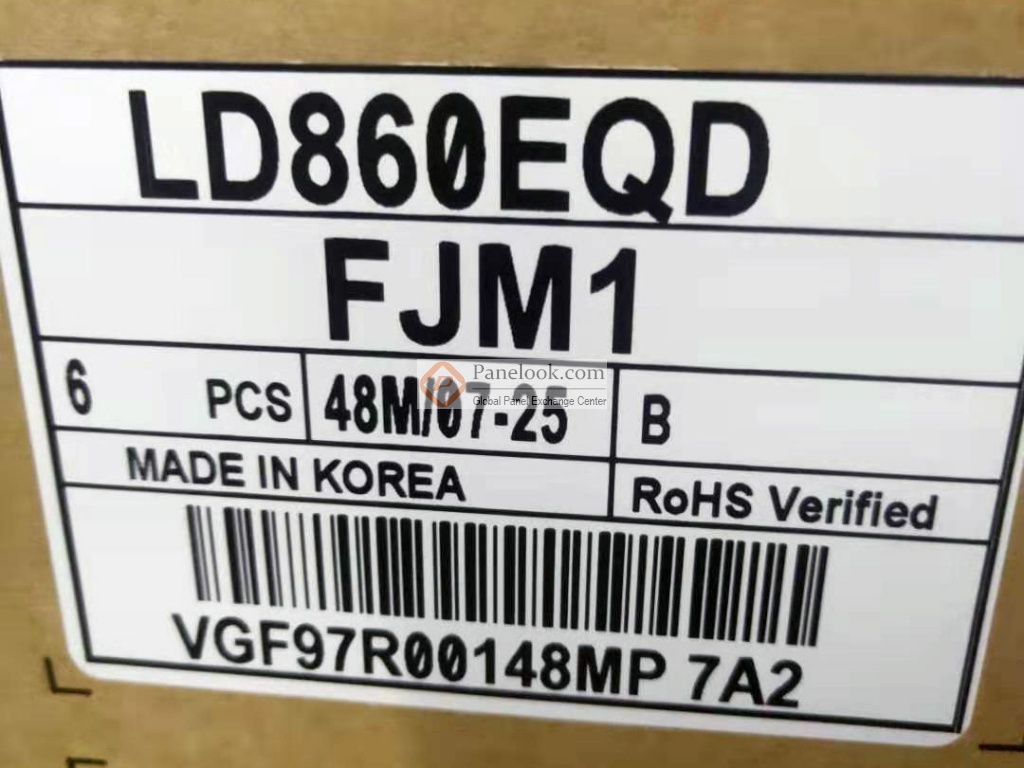 LD860EQD
FJM1
6 PCS 48M/07-25 B
Panelook.com
Global Panel Exchange Center
MADE IN KOREA RoHS Verified
VGF97R00148MP 7A2